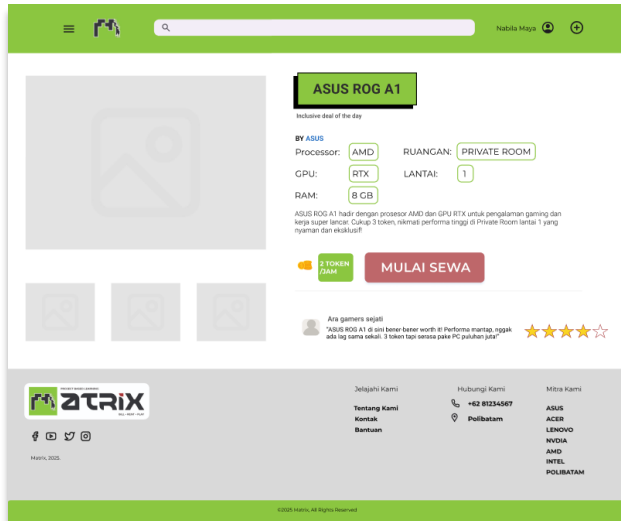 Nabila Maya
ASUS ROG A1
Inclusive deal of the day
BY ASUS
Processor: AMD RUANGAN: PRIVATE ROOM
GPU: RTX LANTAI: 1
RAM: 8 GB
ASUS ROG A1 hadir dengan prosesor AMD dan GPU RTX untuk pengalaman gaming dan
kerja super lancar. Cukup 3 token, nikmati performa tinggi di Private Room lantai 1 yang
nyaman dan eksklusif!
2 TOKEN
/JAM
MULAI SEWA
Ara gamers sejati
"ASUS ROG A1 di sini bener-bener worth it! Performa mantap, nggak
ada lag sama sekali. 3 token tapi serasa pake PC puluhan juta!"
PROJECT BASED LEARNING
MATRIX
Matrix, 2025.
Jelajahi Kami
Tentang Kami
Kontak
Bantuan
Hubungi Kami
+62 81234567
Polibatam
Mitra Kami
ASUS
ACER
LENOVO
NVDIA
AMD
INTEL
POLIBATAM
©2025 Matrix, All Rights Reserved